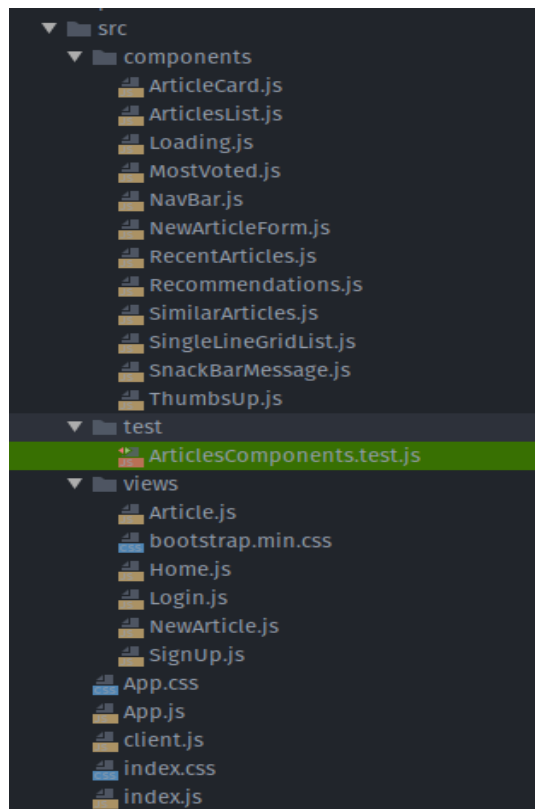 src
components
ArticleCard.js
ArticlesList.js
Loading.js
MostVoted.js
NavBar.js
NewArticleForm.js
RecentArticles.js
Recommendations.js
SimilarArticles.js
SingleLineGridList.js
SnackBarMessage.js
ThumbsUp.js
test
ArticlesComponents.test.js
views
Article.js
bootstrap.min.css
Home.js
Login.js
NewArticle.js
SignUp.js
App.css
App.js
client.js
index.css
index.js